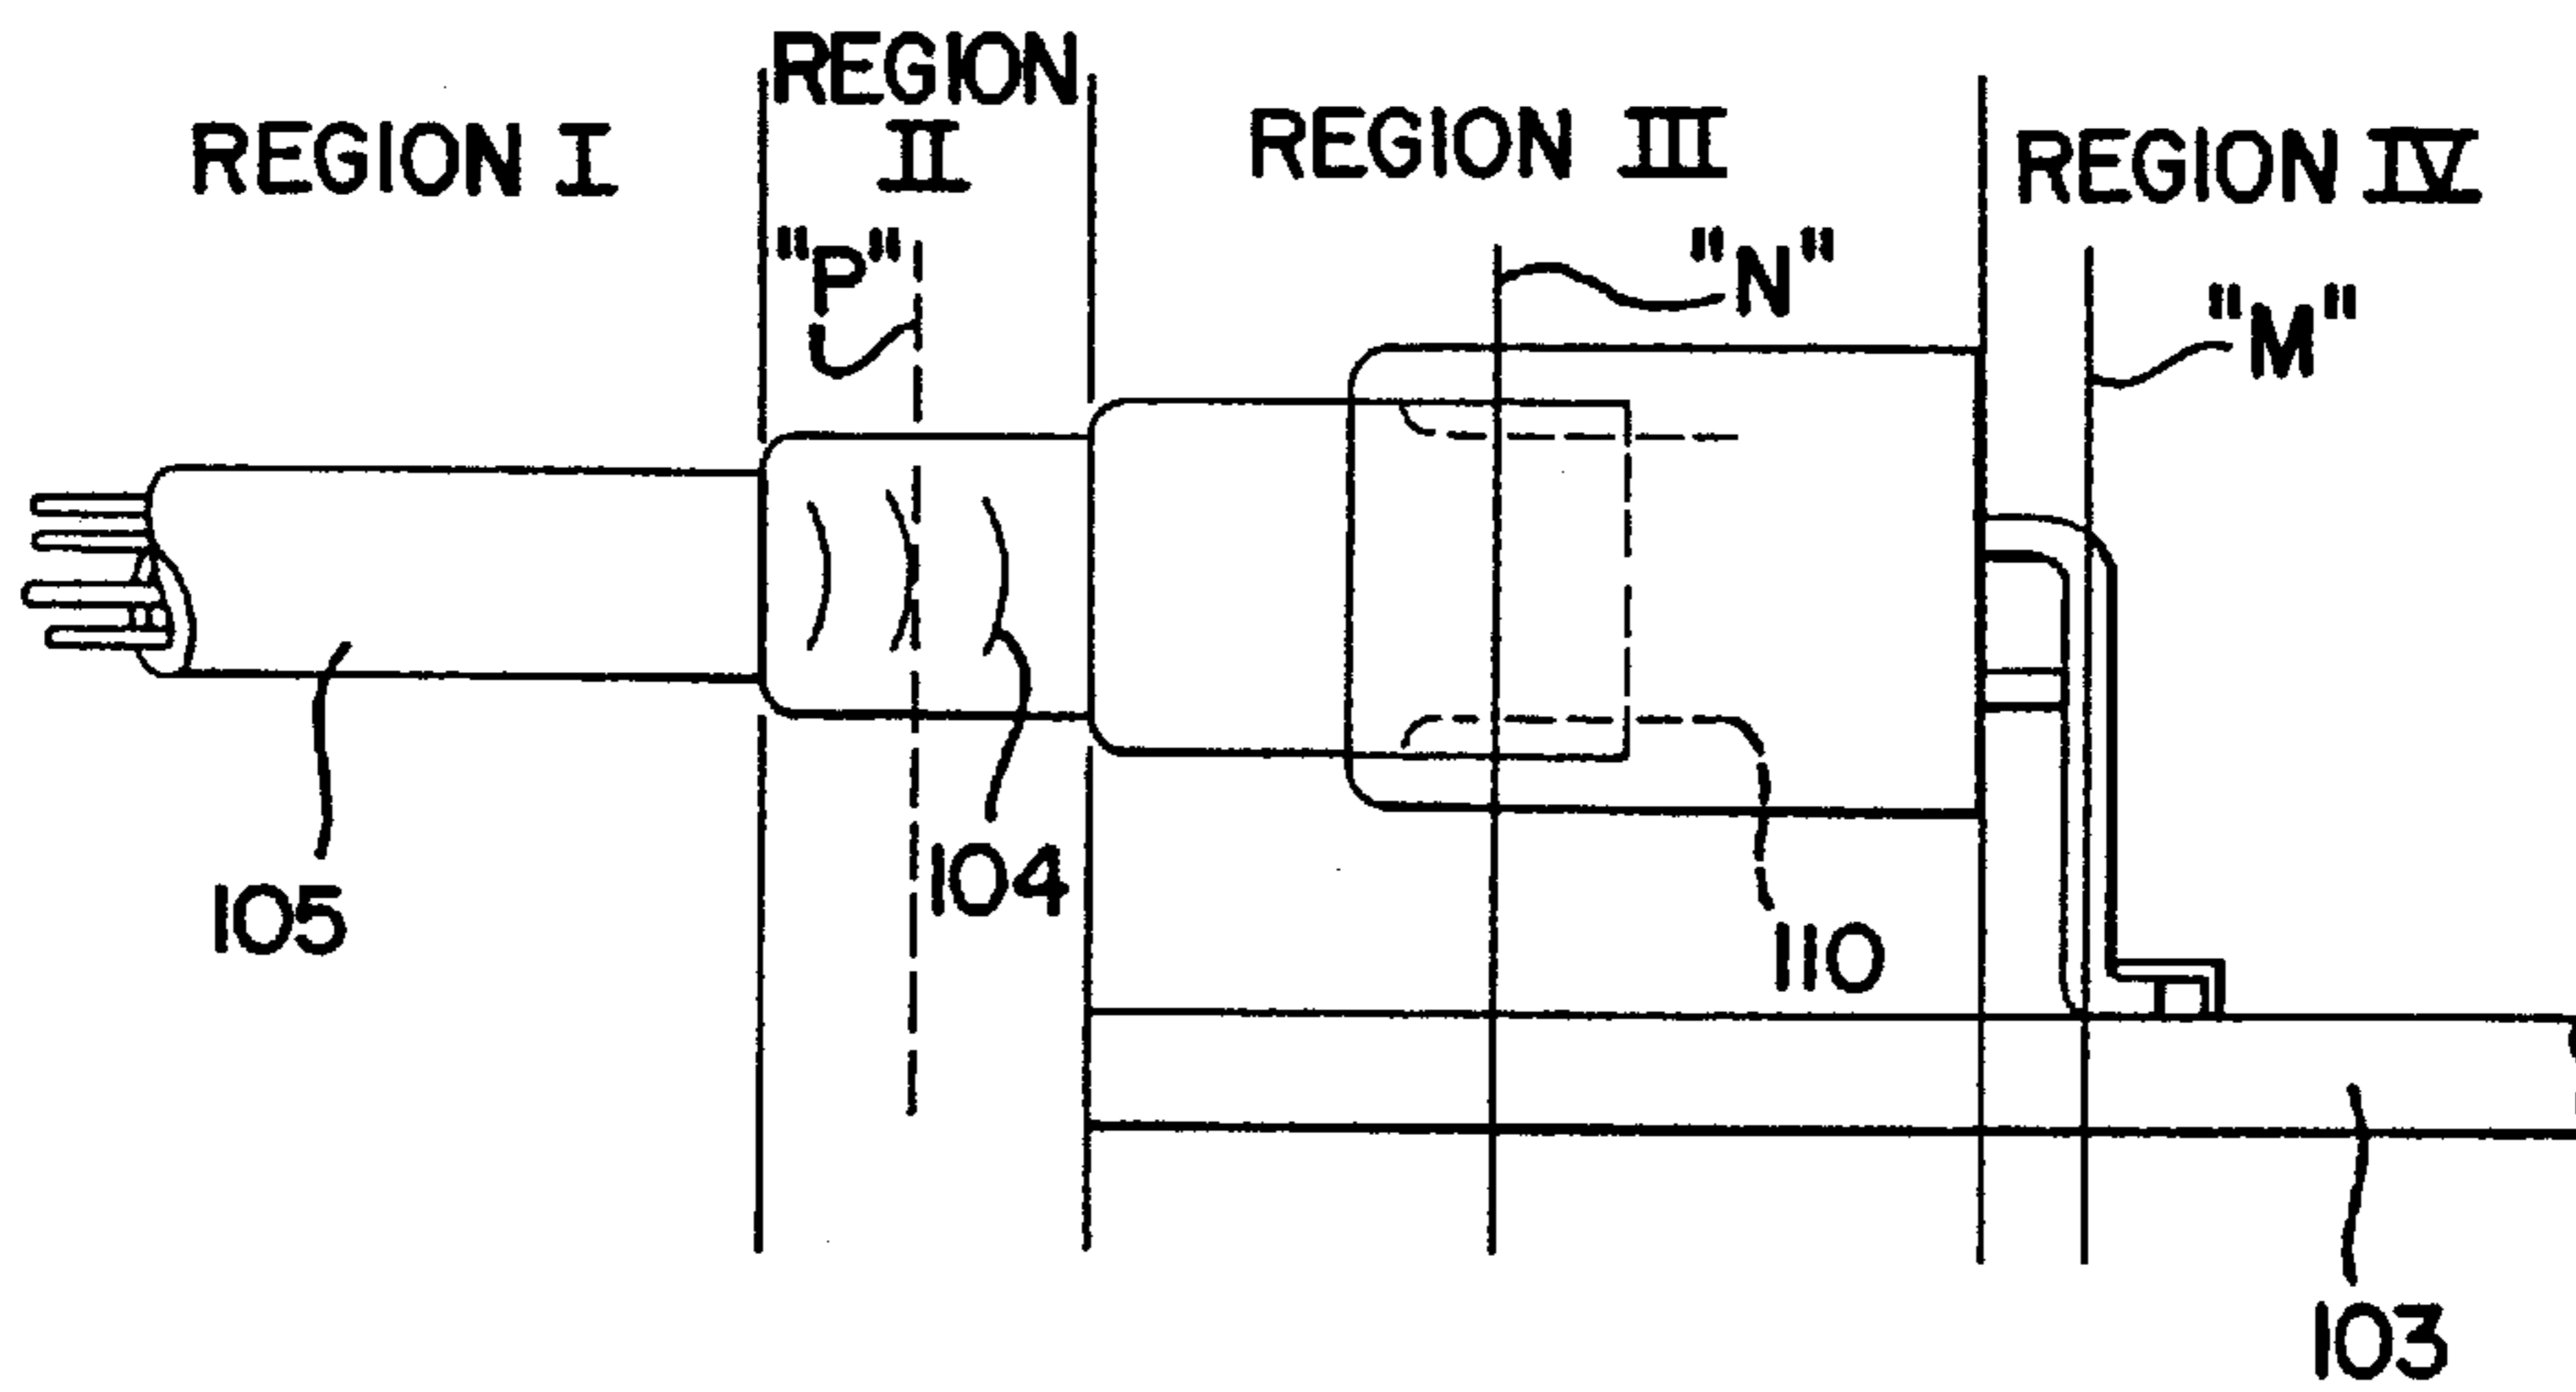 REGION I
REGION
II
REGION III
REGION IV
"P"
"N"
"M"
105
104
110
103